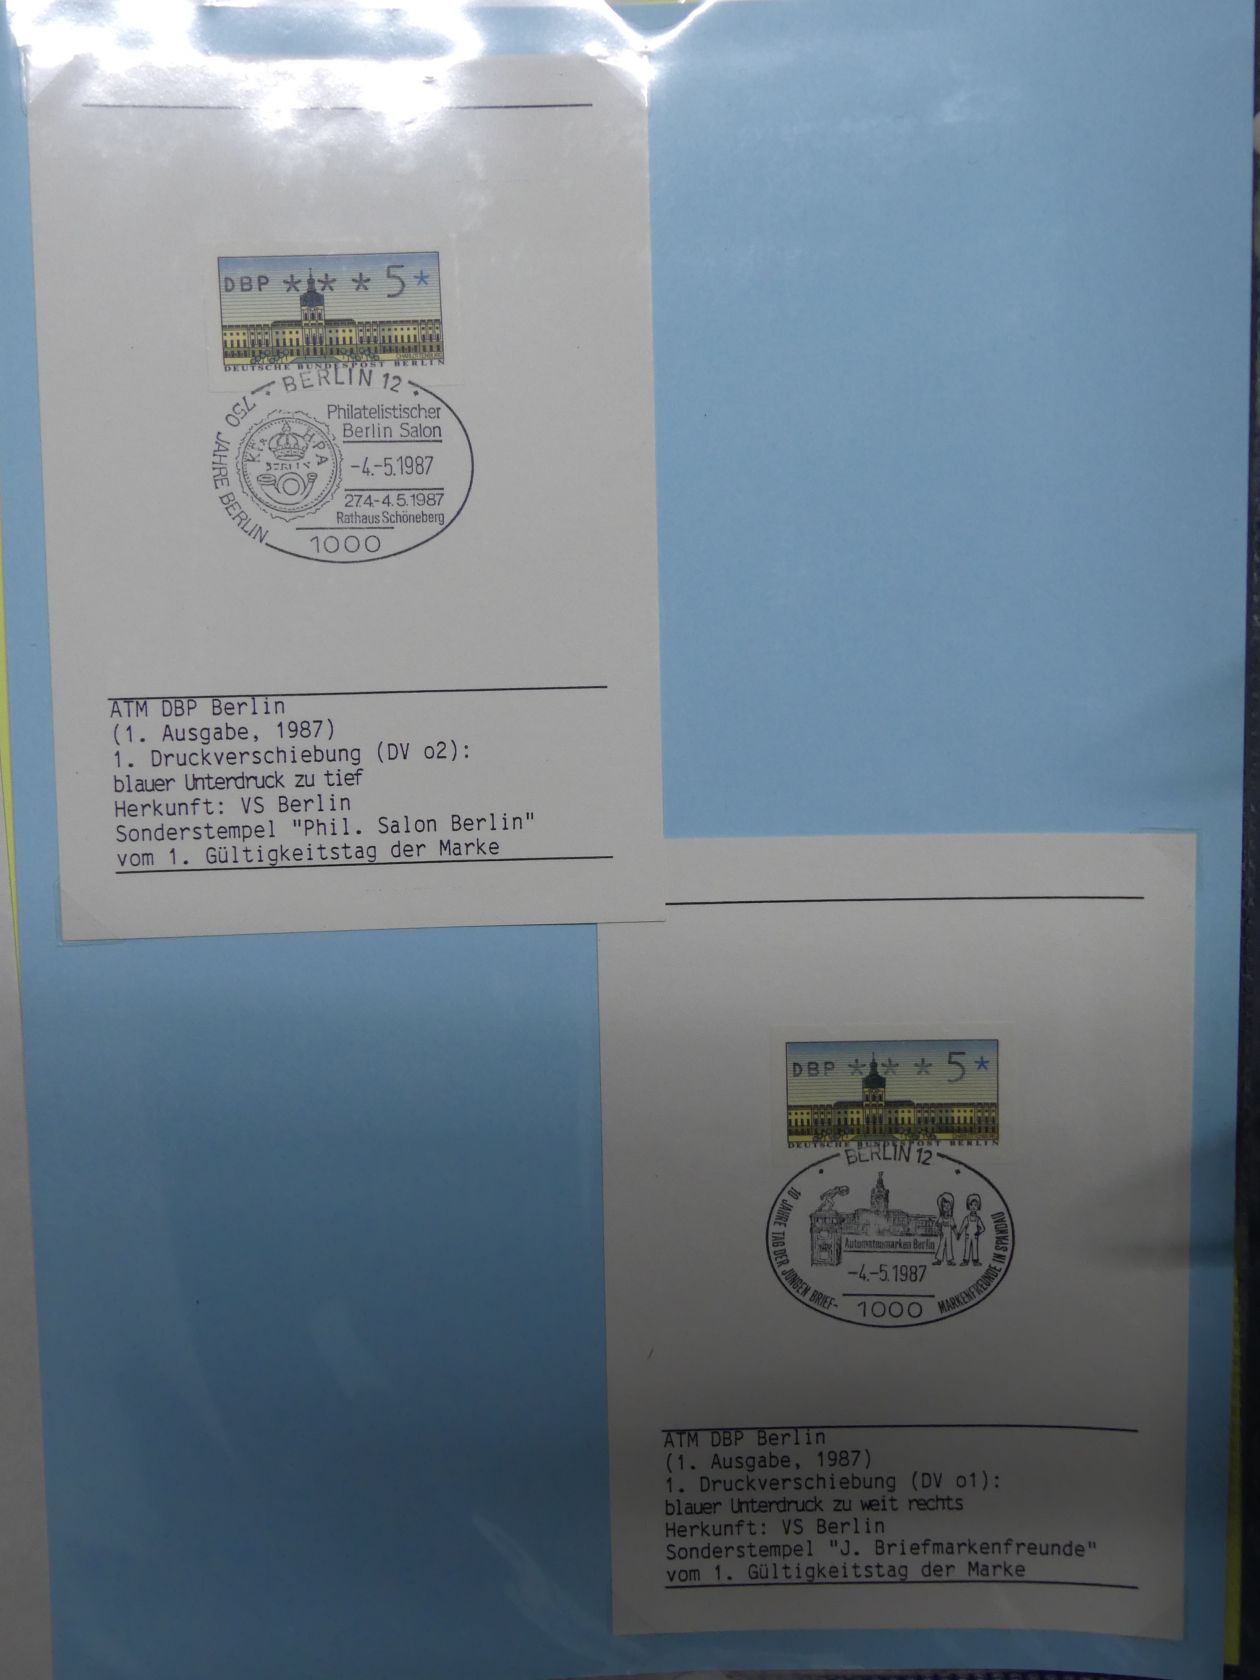 DBP *** 5*
CHARLOTTENBURG
DEUTSCHE BUNDESPOST BERLIN
BERLIN 12
750 JAHRE BERLIN
Philatelistischer
Berlin Salon
-4.-5.1987
27.4.-4.5.1987
Rathaus Schöneberg
1000
BERLIN
ATM DBP Berlin
(1. Ausgabe, 1987)
1. Druckverschiebung (DV o2):
blauer Unterdruck zu tief
Herkunft: VS Berlin
Sonderstempel "Phil. Salon Berlin"
vom 1. Gültigkeitstag der Marke
DBP *** 5*
CHARLOTTENBURG
DEUTSCHE BUNDESPOST BERLIN
BERLIN 12
10 JAHRE TAG DER JUNGEN BRIEF-
MARKENFREUNDE IN SPANDAU
Automatenmarken Berlin
-4.-5.1987
1000
ATM DBP Berlin
(1. Ausgabe, 1987)
1. Druckverschiebung (DV o1):
blauer Unterdruck zu weit rechts
Herkunft: VS Berlin
Sonderstempel "J. Briefmarkenfreunde"
vom 1. Gültigkeitstag der Marke